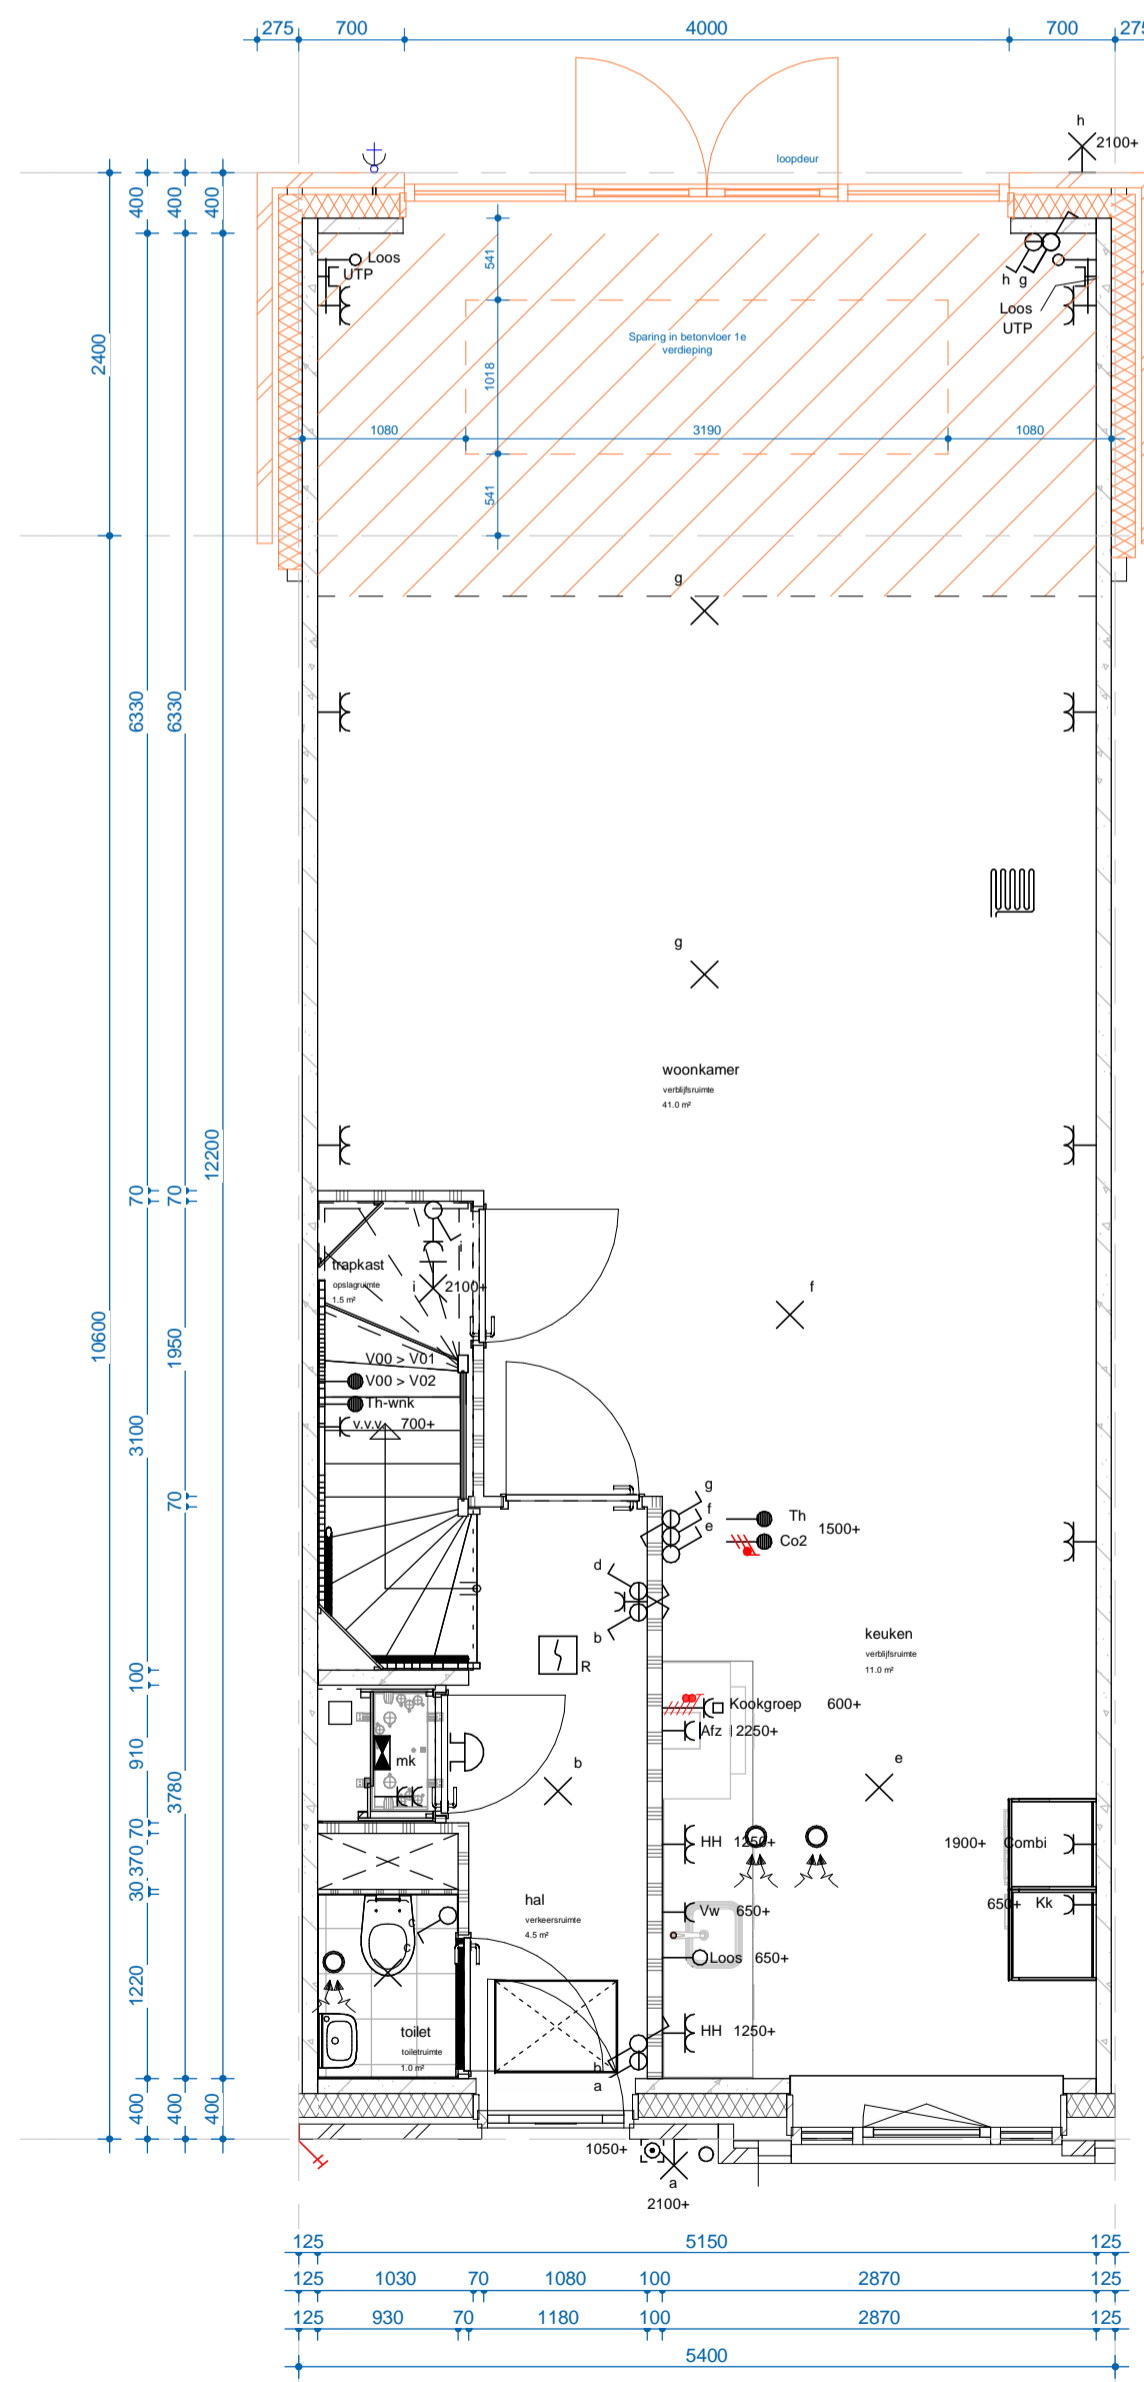 275 700 4000 700 275
h
2100+
loopdeur
400 400 400
Loos
UTP
h g
Loos
UTP
541
Sparing in betonvloer 1e
verdieping
2400
1018
1080 3190 1080
541
g
6330 6330
g
woonkamer
verblijfsruimte
41.0 m²
12200
70 70
trapkast
opslagruimte
1.5 m²
i 2100+
i
f
10600
1950
V00 > V01
V00 > V02
Th-wnk
v.v.v. 700+
3100
70
g
f
e
Th
1500+
Co2
d
b
keuken
verblijfsruimte
11.0 m²
R
100
Kookgroep 600+
Afz 2250+
910
mk
b
e
3780
70
HH 1250+
1900+ Combi
370
30
650+ Kk
hal
verkeersruimte
4.5 m²
c
c
Vw 650+
Loos 650+
1220
toilet
toiletruimte
1.0 m²
HH 1250+
b
a
400 400 400
1050+
a
2100+
125 5150 125
125 1030 70 1080 100 2870 125
125 930 70 1180 100 2870 125
5400